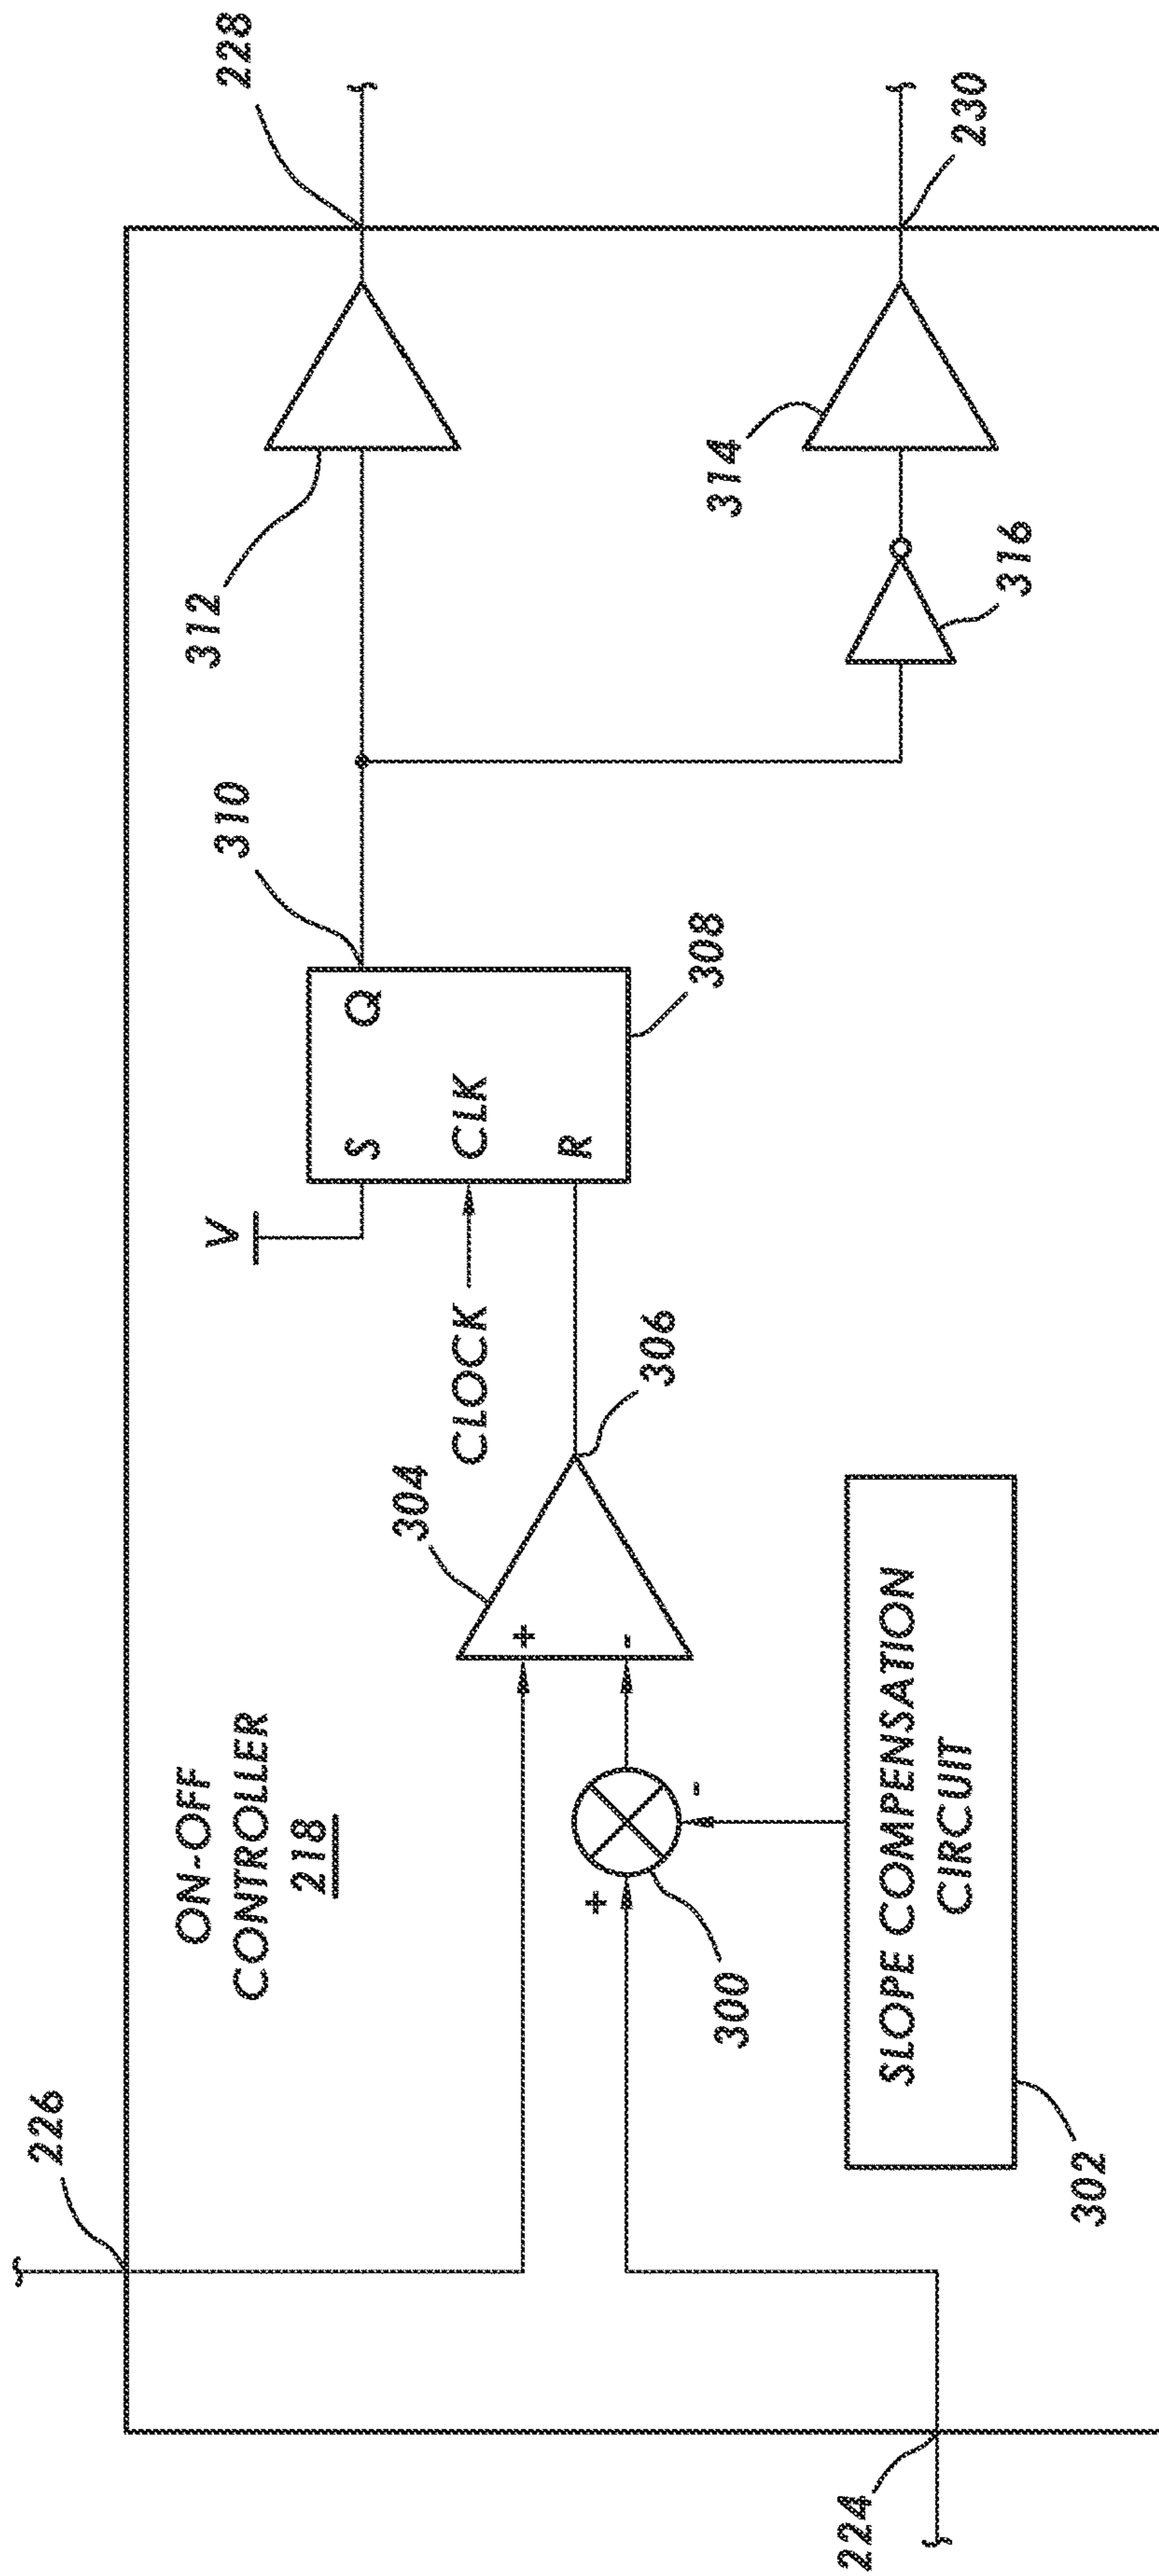 226
ON-OFF
CONTROLLER
218
224
+
300
-
SLOPE COMPENSATION
CIRCUIT
302
304
+
-
306
V
CLOCK
S
CLK
R
Q
308
310
312
314
316
228
230